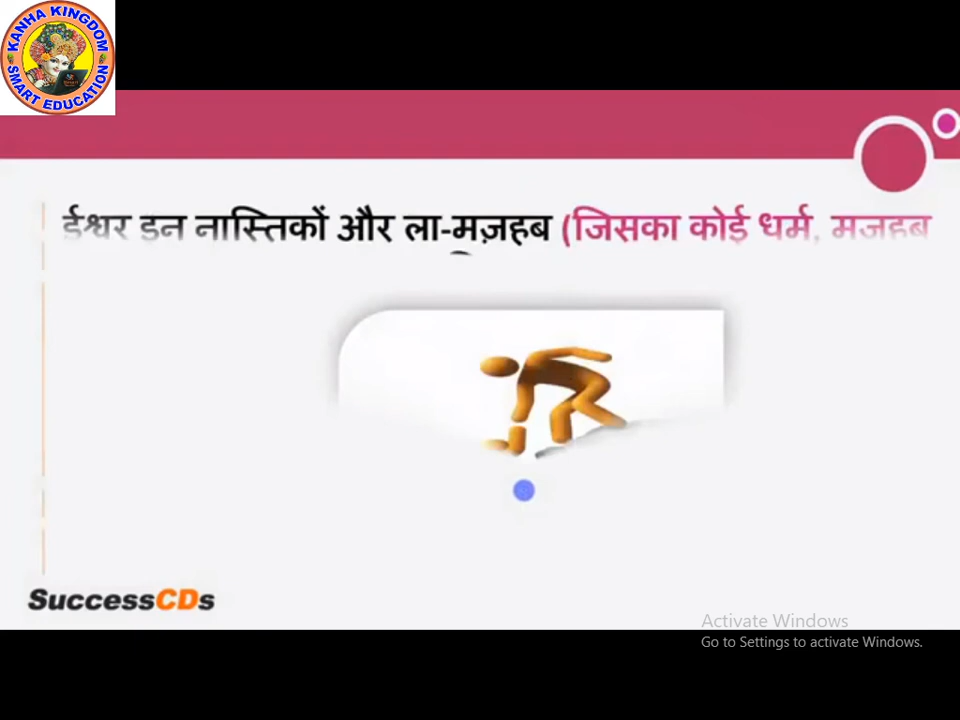 KANHA KINGDOM
SMART EDUCATION
ईश्वर इन नास्तिकों और ला-मज़हब (जिसका कोई धर्म, मजहब
SuccessCDs
Activate Windows
Go to Settings to activate Windows.